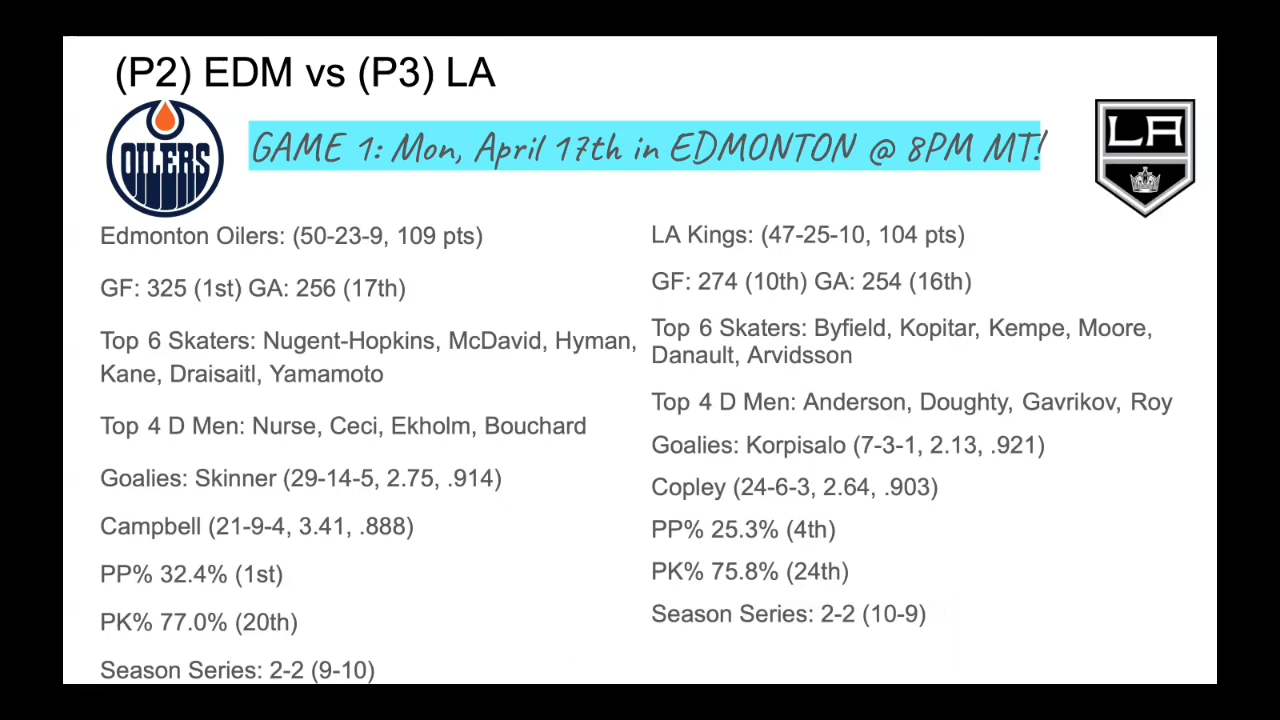 (P2) EDM vs (P3) LA
OILERS
GAME 1: Mon, April 17th in EDMONTON @ 8PM MT!
LA
Edmonton Oilers: (50-23-9, 109 pts)
GF: 325 (1st) GA: 256 (17th)
Top 6 Skaters: Nugent-Hopkins, McDavid, Hyman,
Kane, Draisaitl, Yamamoto
Top 4 D Men: Nurse, Ceci, Ekholm, Bouchard
Goalies: Skinner (29-14-5, 2.75, .914)
Campbell (21-9-4, 3.41, .888)
PP% 32.4% (1st)
PK% 77.0% (20th)
Season Series: 2-2 (9-10)
LA Kings: (47-25-10, 104 pts)
GF: 274 (10th) GA: 254 (16th)
Top 6 Skaters: Byfield, Kopitar, Kempe, Moore,
Danault, Arvidsson
Top 4 D Men: Anderson, Doughty, Gavrikov, Roy
Goalies: Korpisalo (7-3-1, 2.13, .921)
Copley (24-6-3, 2.64, .903)
PP% 25.3% (4th)
PK% 75.8% (24th)
Season Series: 2-2 (10-9)